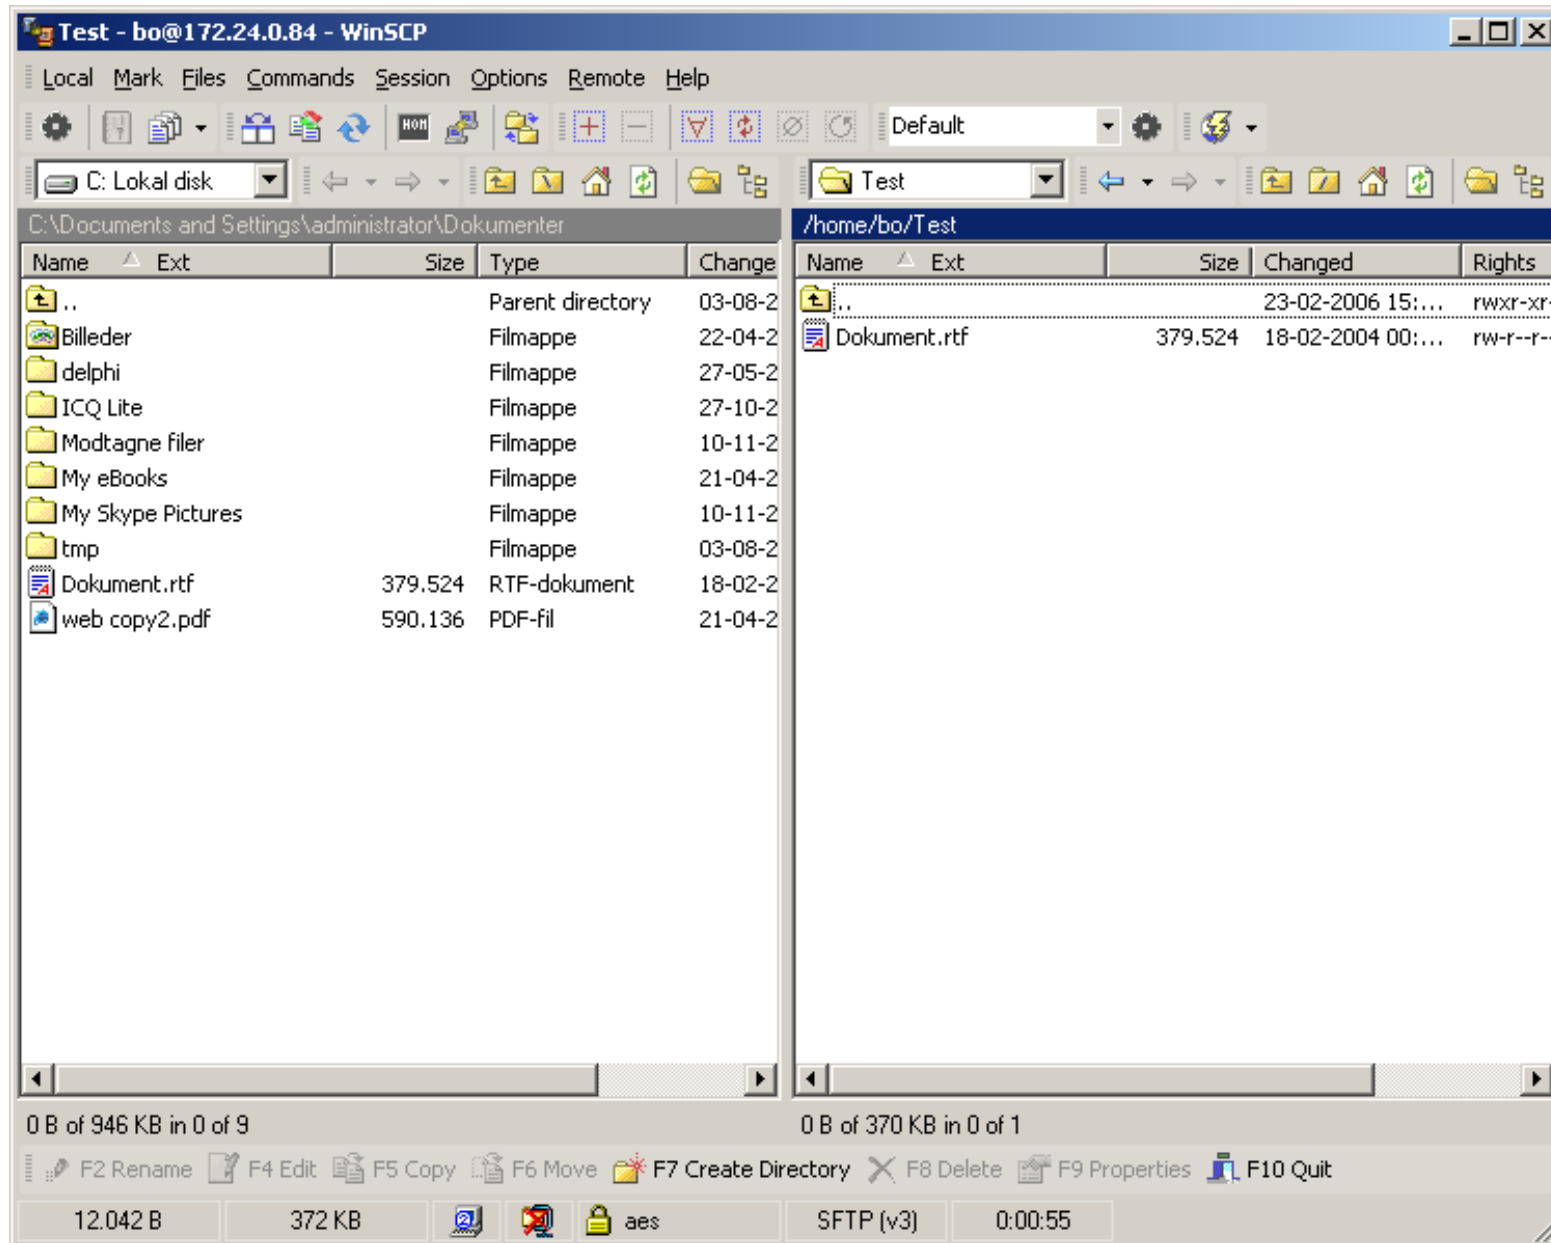 Test - bo@172.24.0.84 - WinSCP
Local Mark Files Commands Session Options Remote Help
Default
C: Lokal disk Test
C:\Documents and Settings\administrator\Dokumenter /home/bo/Test
Name Ext Size Type Change Name Ext Size Changed Rights
.. Parent directory 03-08-2 .. 23-02-2006 15:... rwxr-xr-
Billeder Filmappe 22-04-2 Dokument.rtf 379.524 18-02-2004 00:... rw-r--r--
delphi Filmappe 27-05-2
ICQ Lite Filmappe 27-10-2
Modtagne filer Filmappe 10-11-2
My eBooks Filmappe 21-04-2
My Skype Pictures Filmappe 10-11-2
tmp Filmappe 03-08-2
Dokument.rtf 379.524 RTF-dokument 18-02-2
web copy2.pdf 590.136 PDF-fil 21-04-2
0 B of 946 KB in 0 of 9 0 B of 370 KB in 0 of 1
F2 Rename F4 Edit F5 Copy F6 Move F7 Create Directory F8 Delete F9 Properties F10 Quit
12.042 B 372 KB 2 aes SFTP (v3) 0:00:55